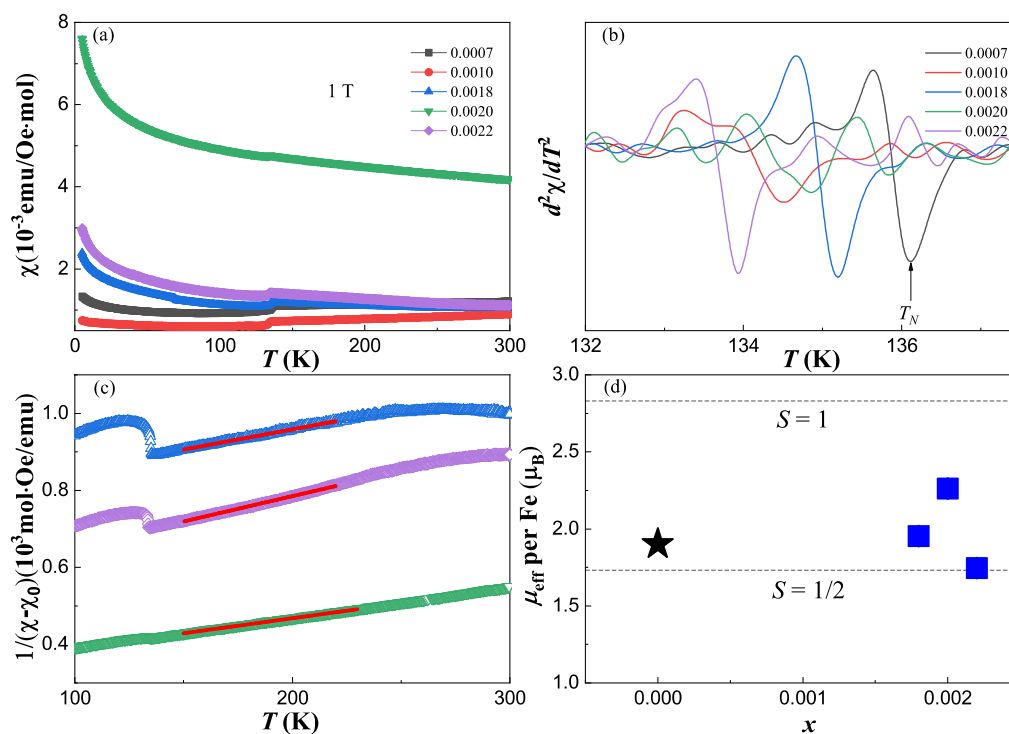 (a)
1 T
0.0007
0.0010
0.0018
0.0020
0.0022
8
6
4
2
χ(10⁻³emu/Oe·mol)
0
100
200
300
T (K)
(b)
0.0007
0.0010
0.0018
0.0020
0.0022
d²χ/dT²
T_N
132
134
136
T (K)
(c)
1.0
0.8
0.6
0.4
1/(χ-χ₀)(10³mol·Oe/emu)
100
200
300
T (K)
(d)
3.0
2.5
2.0
1.5
1.0
μ_eff per Fe (μ_B)
S = 1
S = 1/2
0.000
0.001
0.002
x